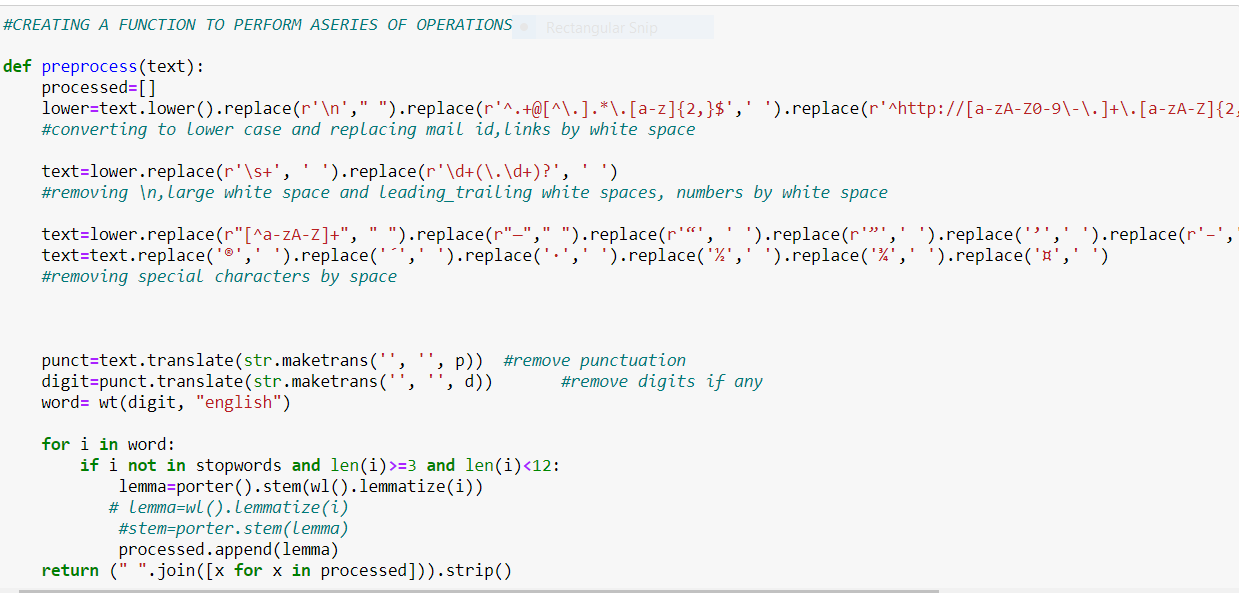 #CREATING A FUNCTION TO PERFORM ASERIES OF OPERATIONS
Rectangular Snip
def preprocess(text):
    processed=[]
    lower=text.lower().replace(r'\n'," ").replace(r'^.+@[^\.].*\.[a-z]{2,}$',' ').replace(r'^http://[a-zA-Z0-9\-\.]+\.[a-zA-Z]{2,
    #converting to lower case and replacing mail id,links by white space
    text=lower.replace(r'\s+', ' ').replace(r'\d+(\.\d+)?', ' ')
    #removing \n,large white space and leading_trailing white spaces, numbers by white space
    text=lower.replace(r"[^a-zA-Z]+", " ").replace(r"—"," ").replace(r'“', ' ').replace(r'”',' ').replace('’',' ').replace(r'–','
    text=text.replace('®',' ').replace('´',' ').replace('·',' ').replace('½',' ').replace('¾',' ').replace('¤',' ')
    #removing special characters by space
    punct=text.translate(str.maketrans('', '', p))  #remove punctuation
    digit=punct.translate(str.maketrans('', '', d))       #remove digits if any
    word= wt(digit, "english")
    for i in word:
        if i not in stopwords and len(i)>=3 and len(i)<12:
            lemma=porter().stem(wl().lemmatize(i))
           # lemma=wl().lemmatize(i)
            #stem=porter.stem(lemma)
            processed.append(lemma)
    return (" ".join([x for x in processed])).strip()